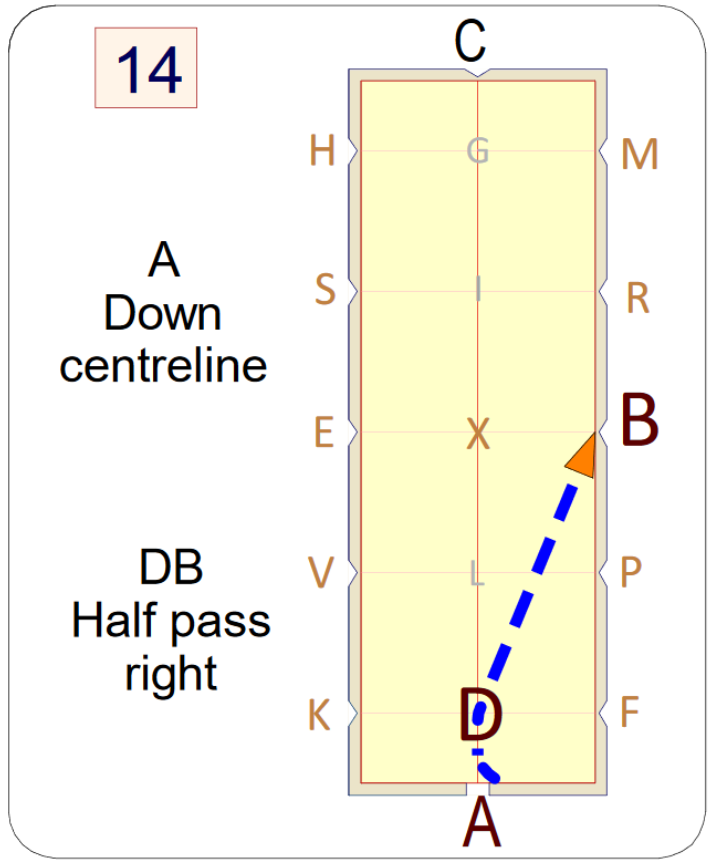 14
C
H G M
A
Down
centreline
S I R
E X B
DB
Half pass
right
V L P
K D F
A